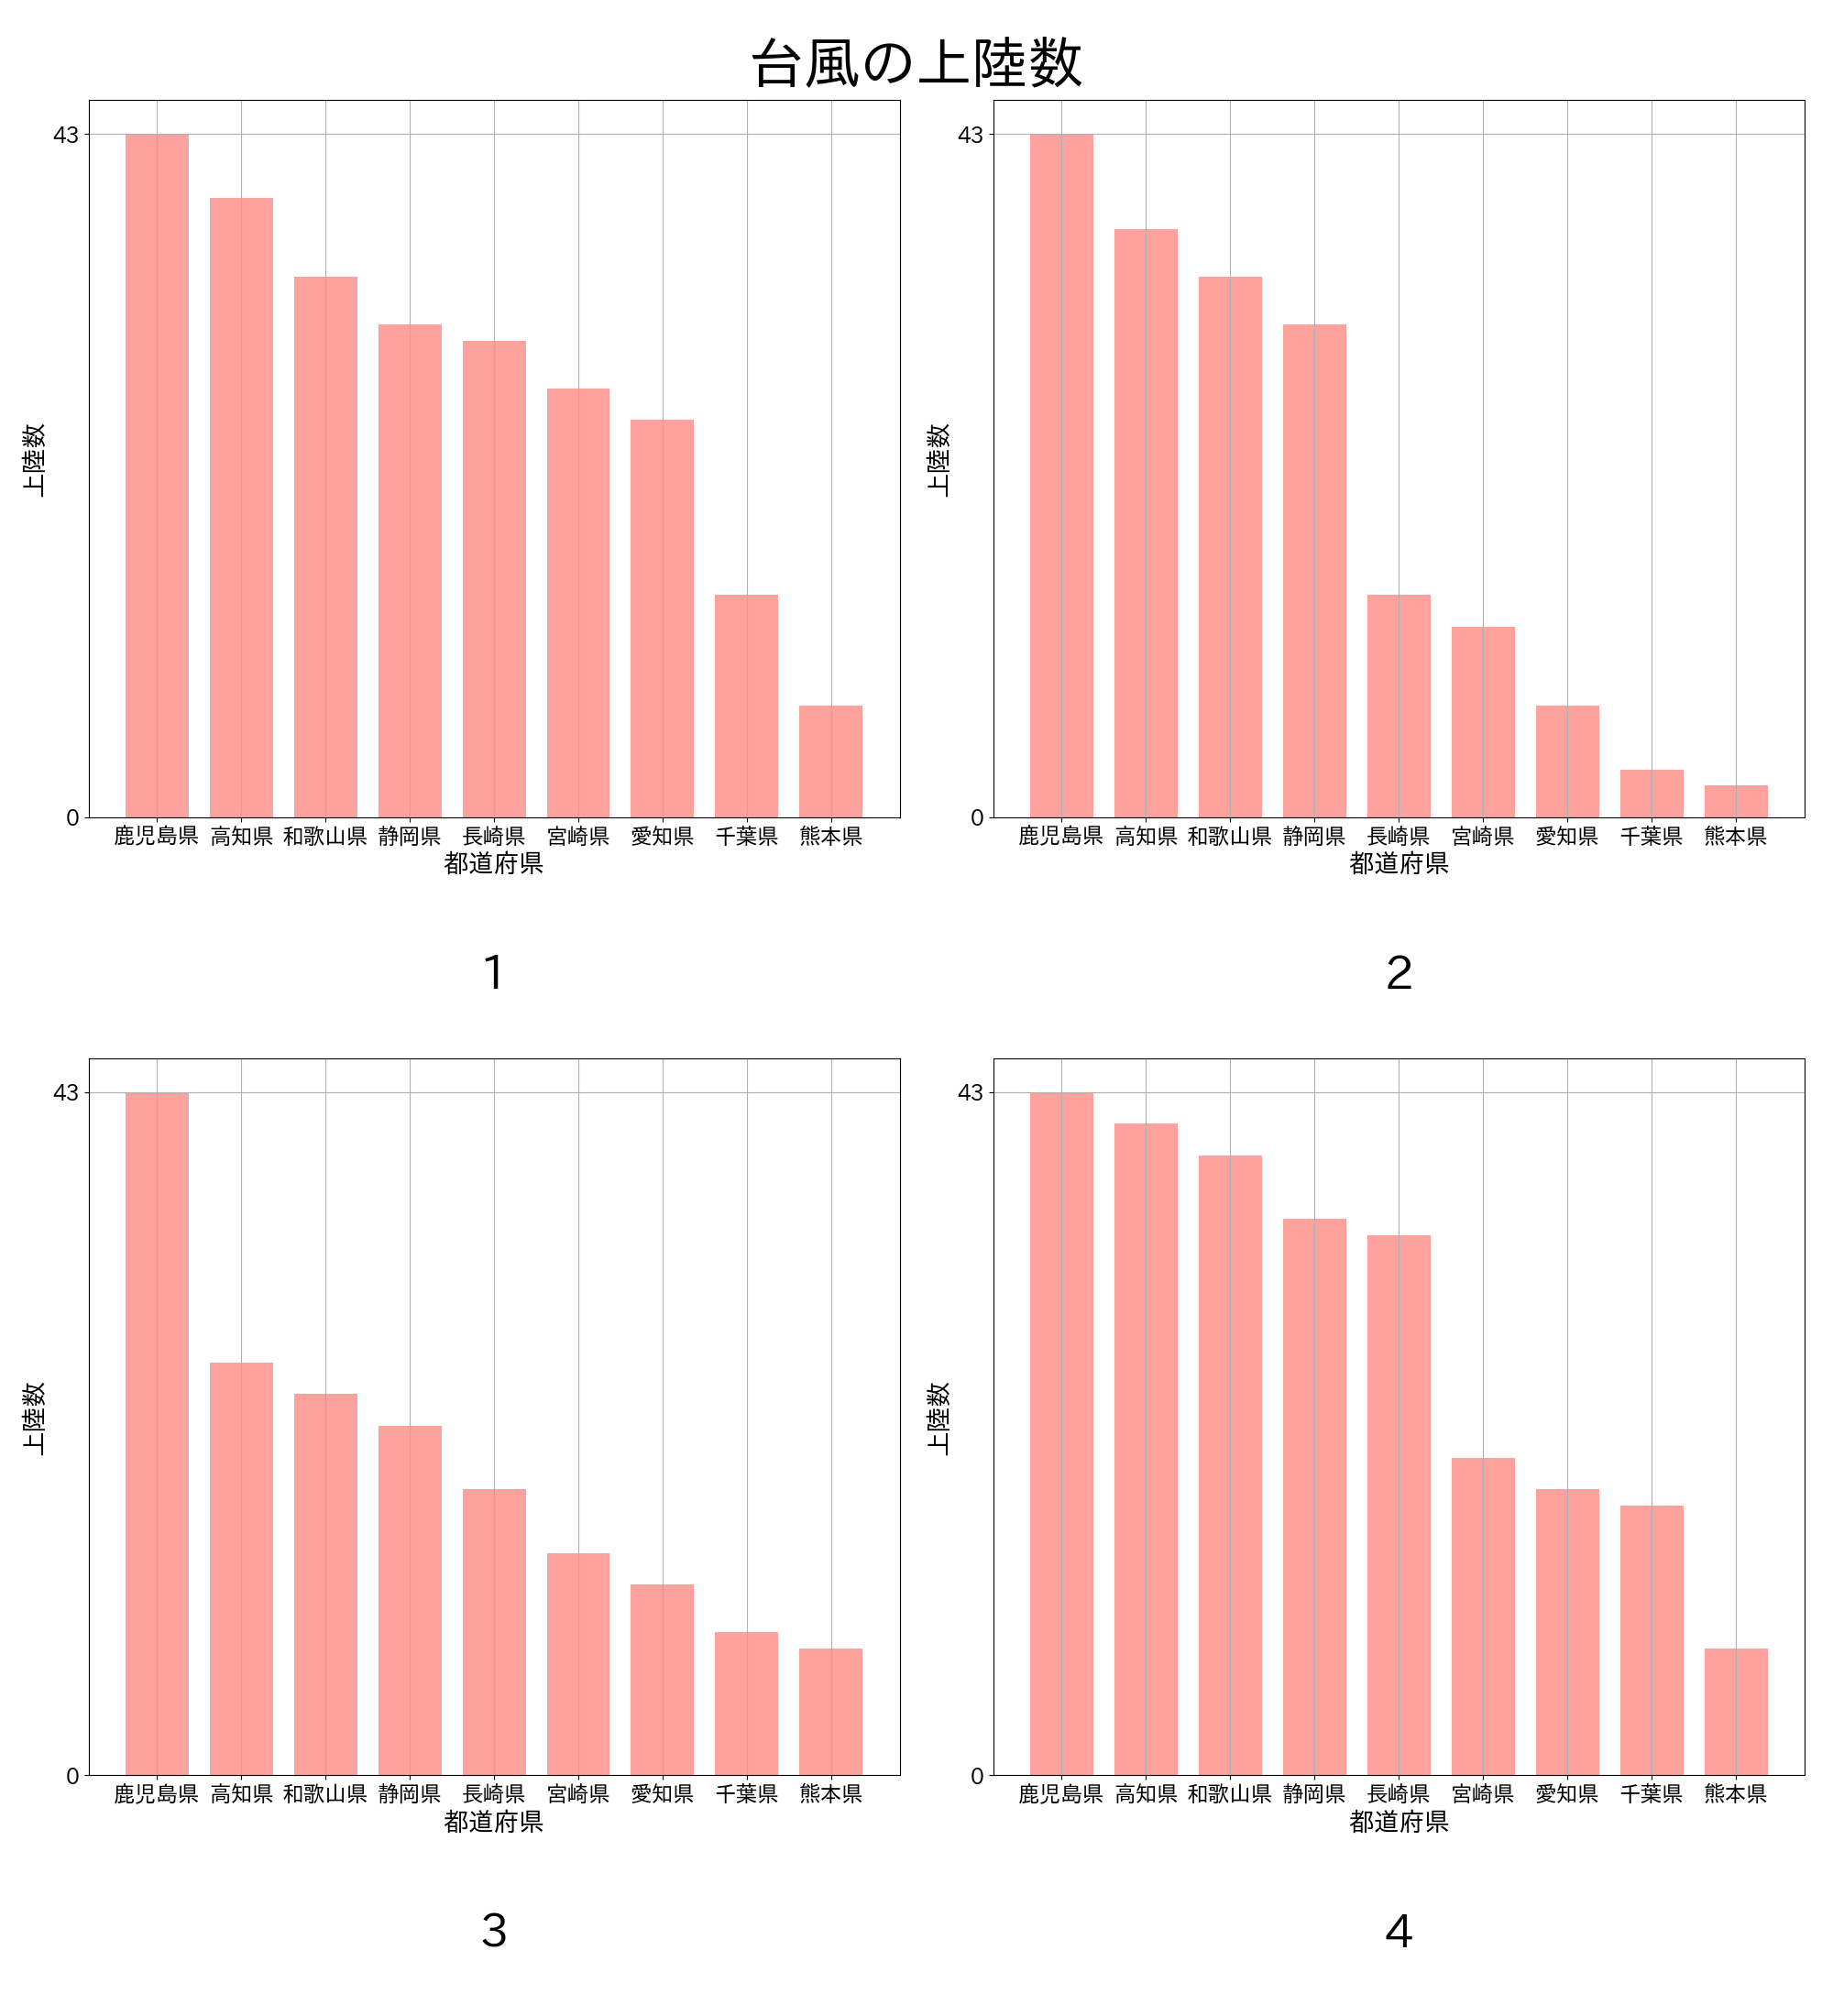 台風の上陸数
43
0
上陸数
鹿児島県 高知県 和歌山県 静岡県 長崎県 宮崎県 愛知県 千葉県 熊本県
都道府県
1
43
0
上陸数
鹿児島県 高知県 和歌山県 静岡県 長崎県 宮崎県 愛知県 千葉県 熊本県
都道府県
2
43
0
上陸数
鹿児島県 高知県 和歌山県 静岡県 長崎県 宮崎県 愛知県 千葉県 熊本県
都道府県
3
43
0
上陸数
鹿児島県 高知県 和歌山県 静岡県 長崎県 宮崎県 愛知県 千葉県 熊本県
都道府県
4